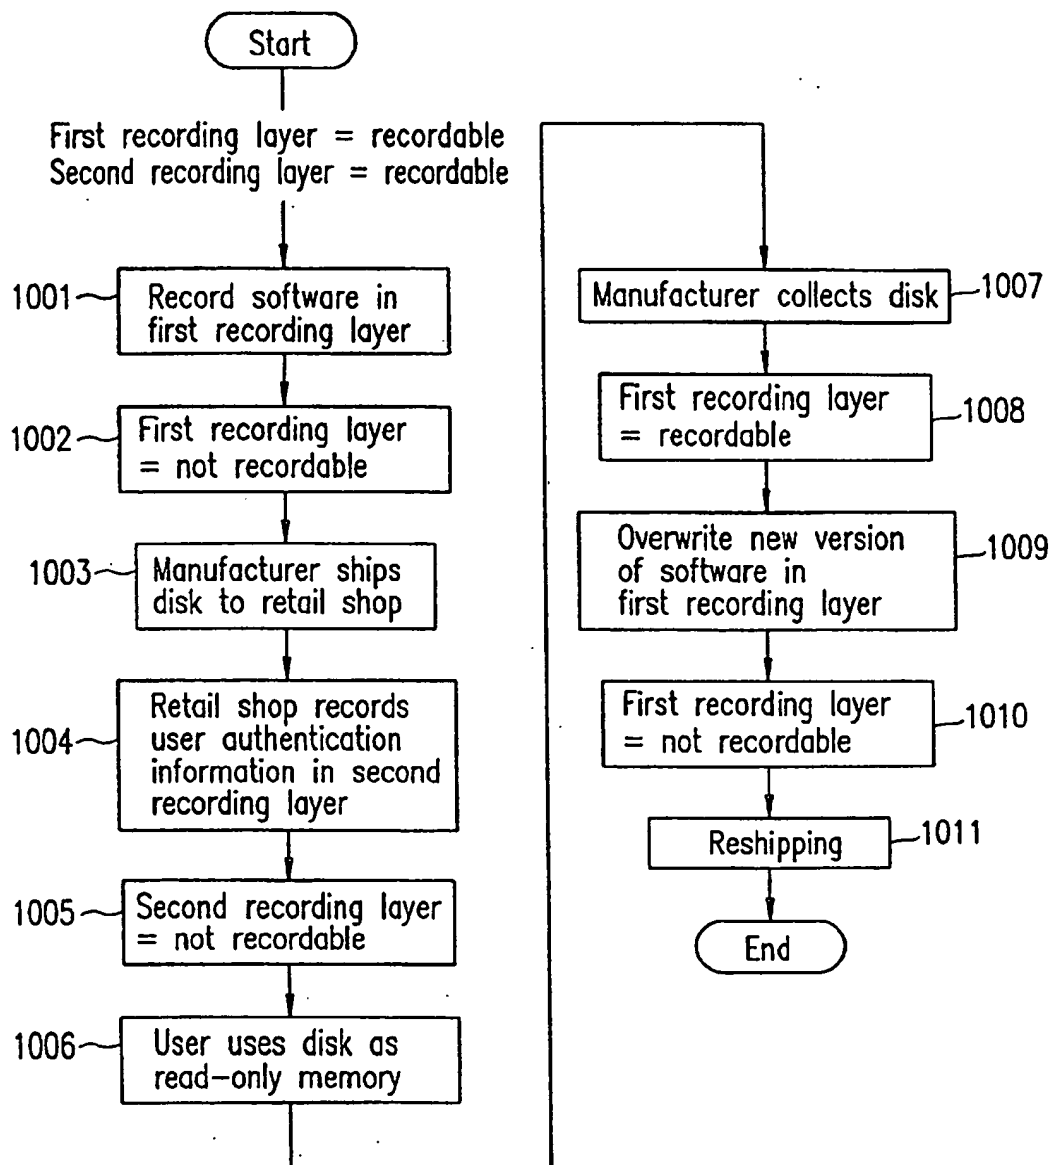 Start
First recording layer = recordable
Second recording layer = recordable
1001
Record software in
first recording layer
1002
First recording layer
= not recordable
1003
Manufacturer ships
disk to retail shop
1004
Retail shop records
user authentication
information in second
recording layer
1005
Second recording layer
= not recordable
1006
User uses disk as
read-only memory
Manufacturer collects disk
1007
First recording layer
= recordable
1008
Overwrite new version
of software in
first recording layer
1009
First recording layer
= not recordable
1010
Reshipping
1011
End